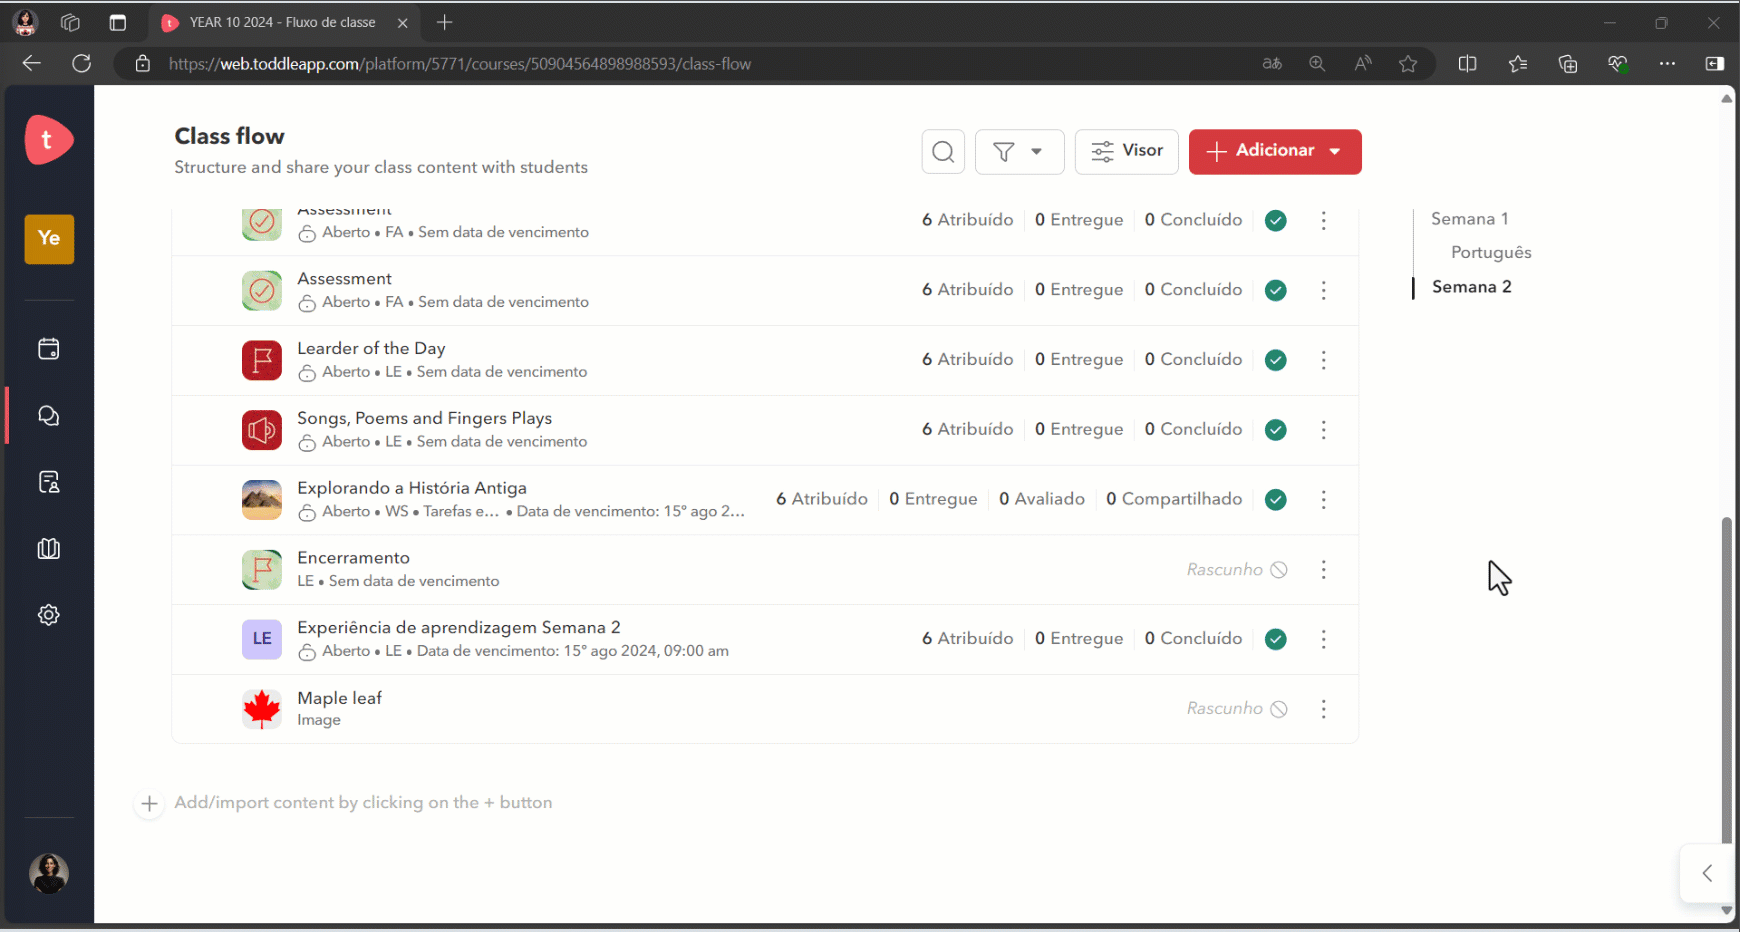 YEAR 10 2024 - Fluxo de classe
https://web.toddleapp.com/platform/5771/courses/50904564898988593/class-flow
t
Ye
Class flow
Structure and share your class content with students
Visor
Adicionar
Assessment
Aberto • FA • Sem data de vencimento
6 Atribuído 0 Entregue 0 Concluído
Assessment
Aberto • FA • Sem data de vencimento
6 Atribuído 0 Entregue 0 Concluído
Learder of the Day
Aberto • LE • Sem data de vencimento
6 Atribuído 0 Entregue 0 Concluído
Songs, Poems and Fingers Plays
Aberto • LE • Sem data de vencimento
6 Atribuído 0 Entregue 0 Concluído
Explorando a História Antiga
Aberto • WS • Tarefas e... • Data de vencimento: 15º ago 2...
6 Atribuído 0 Entregue 0 Avaliado 0 Compartilhado
Encerramento
LE • Sem data de vencimento
Rascunho
LE
Experiência de aprendizagem Semana 2
Aberto • LE • Data de vencimento: 15º ago 2024, 09:00 am
6 Atribuído 0 Entregue 0 Concluído
Maple leaf
Image
Rascunho
Add/import content by clicking on the + button
Semana 1
Português
Semana 2